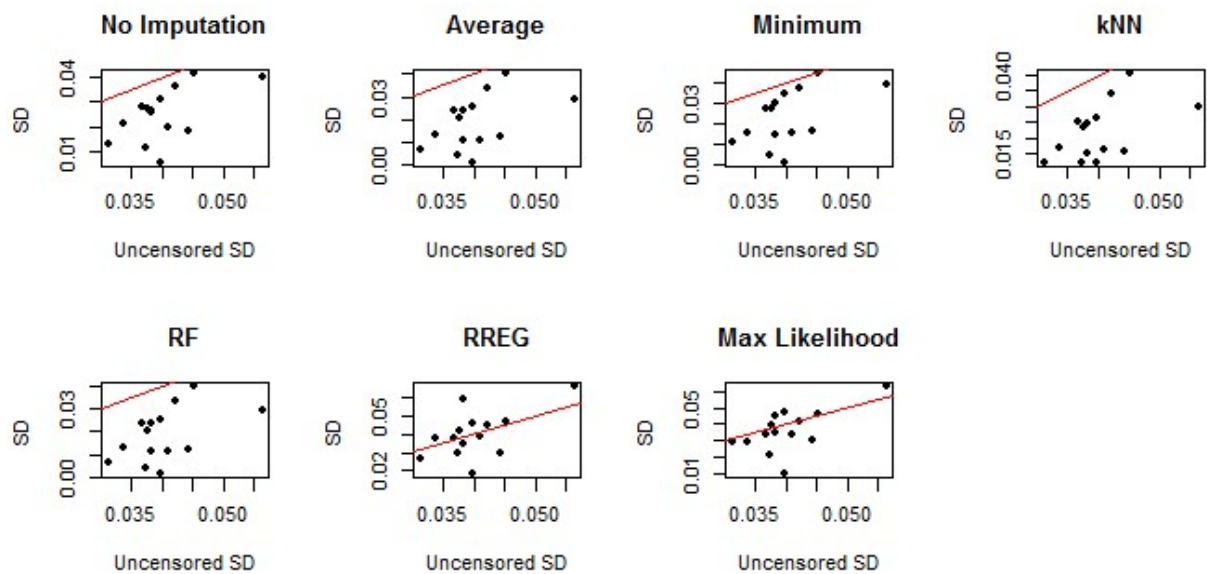 No Imputation
SD
0.04
0.01
0.035
0.050
Uncensored SD
Average
SD
0.03
0.00
0.035
0.050
Uncensored SD
Minimum
SD
0.03
0.00
0.035
0.050
Uncensored SD
kNN
SD
0.040
0.015
0.035
0.050
Uncensored SD
RF
SD
0.03
0.00
0.035
0.050
Uncensored SD
RREG
SD
0.05
0.02
0.035
0.050
Uncensored SD
Max Likelihood
SD
0.05
0.01
0.035
0.050
Uncensored SD